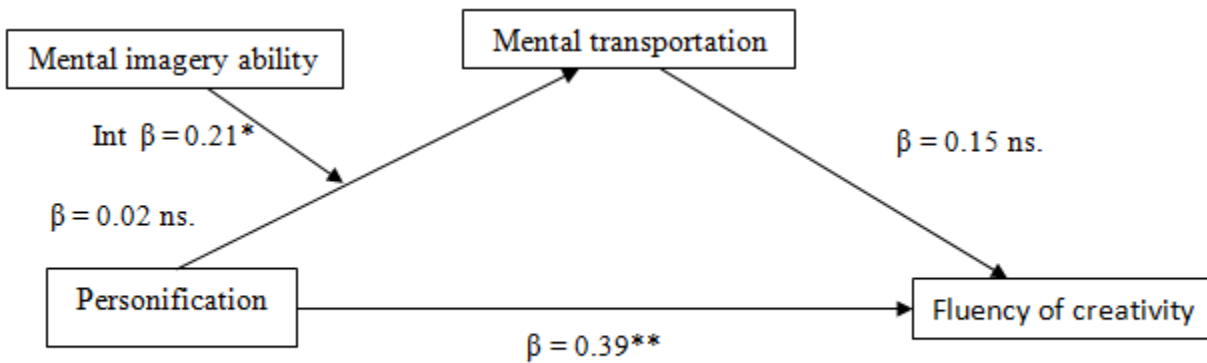 Mental transportation
Mental imagery ability
Int β = 0.21*
β = 0.15 ns.
β = 0.02 ns.
Personification
Fluency of creativity
β = 0.39**